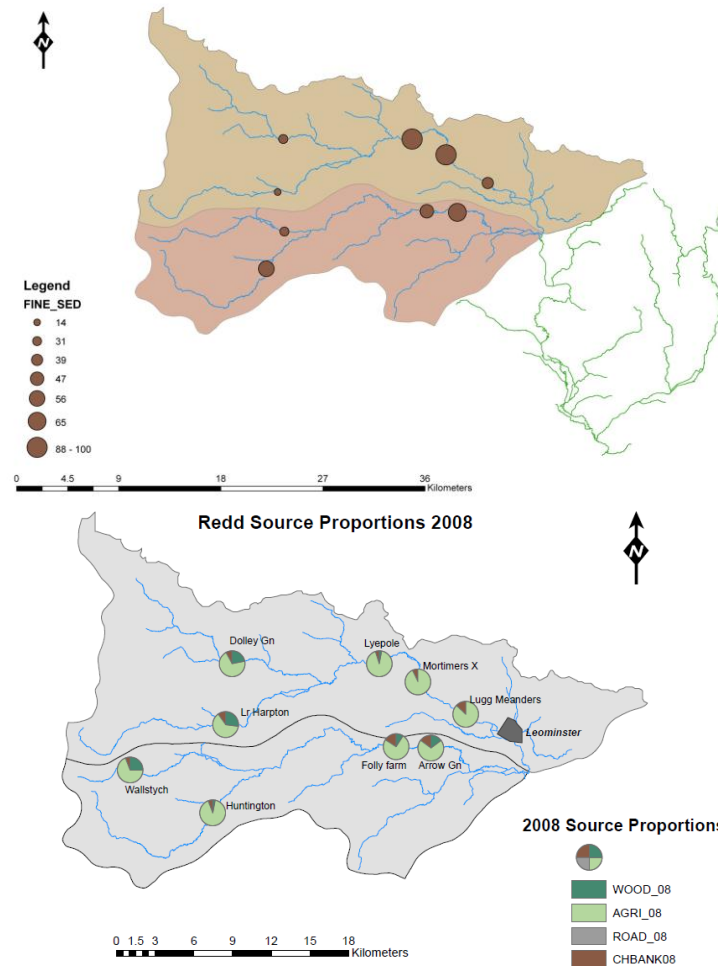 N
Legend
FINE_SED
14
31
39
47
56
65
88 - 100
0 4.5 9 18 27 36
Kilometers
Redd Source Proportions 2008
N
Dolley Gn
Lyepole
Mortimers X
Lugg Meanders
Lr Harpton
Leominster
Folly farm
Arrow Gn
Wallstych
Huntington
2008 Source Proportions
WOOD_08
AGRI_08
ROAD_08
CHBANK08
0 1.5 3 6 9 12 15 18
Kilometers